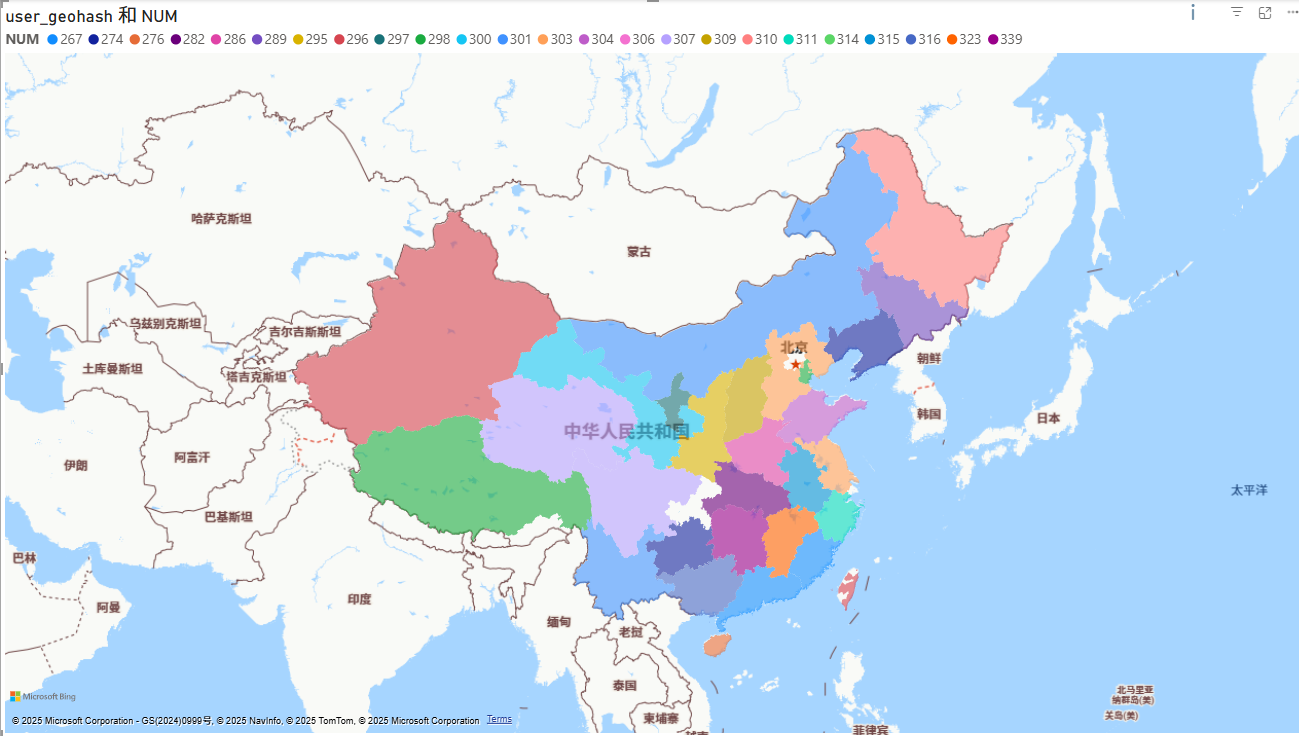 user_geohash 和 NUM
NUM 267 274 276 282 286 289 295 296 297 298 300 301 303 304 306 307 309 310 311 314 315 316 323 339
哈萨克斯坦
蒙古
乌兹别克斯坦
吉尔吉斯斯坦
北京
朝鲜
土库曼斯坦
塔吉克斯坦
韩国
日本
中华人民共和国
阿富汗
伊朗
太平洋
巴基斯坦
巴林
印度
阿曼
缅甸
老挝
泰国
北马里亚
纳群岛(美)
关岛(美)
柬埔寨
菲律宾
Microsoft Bing
© 2025 Microsoft Corporation - GS(2024)0999号, © 2025 NavInfo, © 2025 TomTom, © 2025 Microsoft Corporation Terms